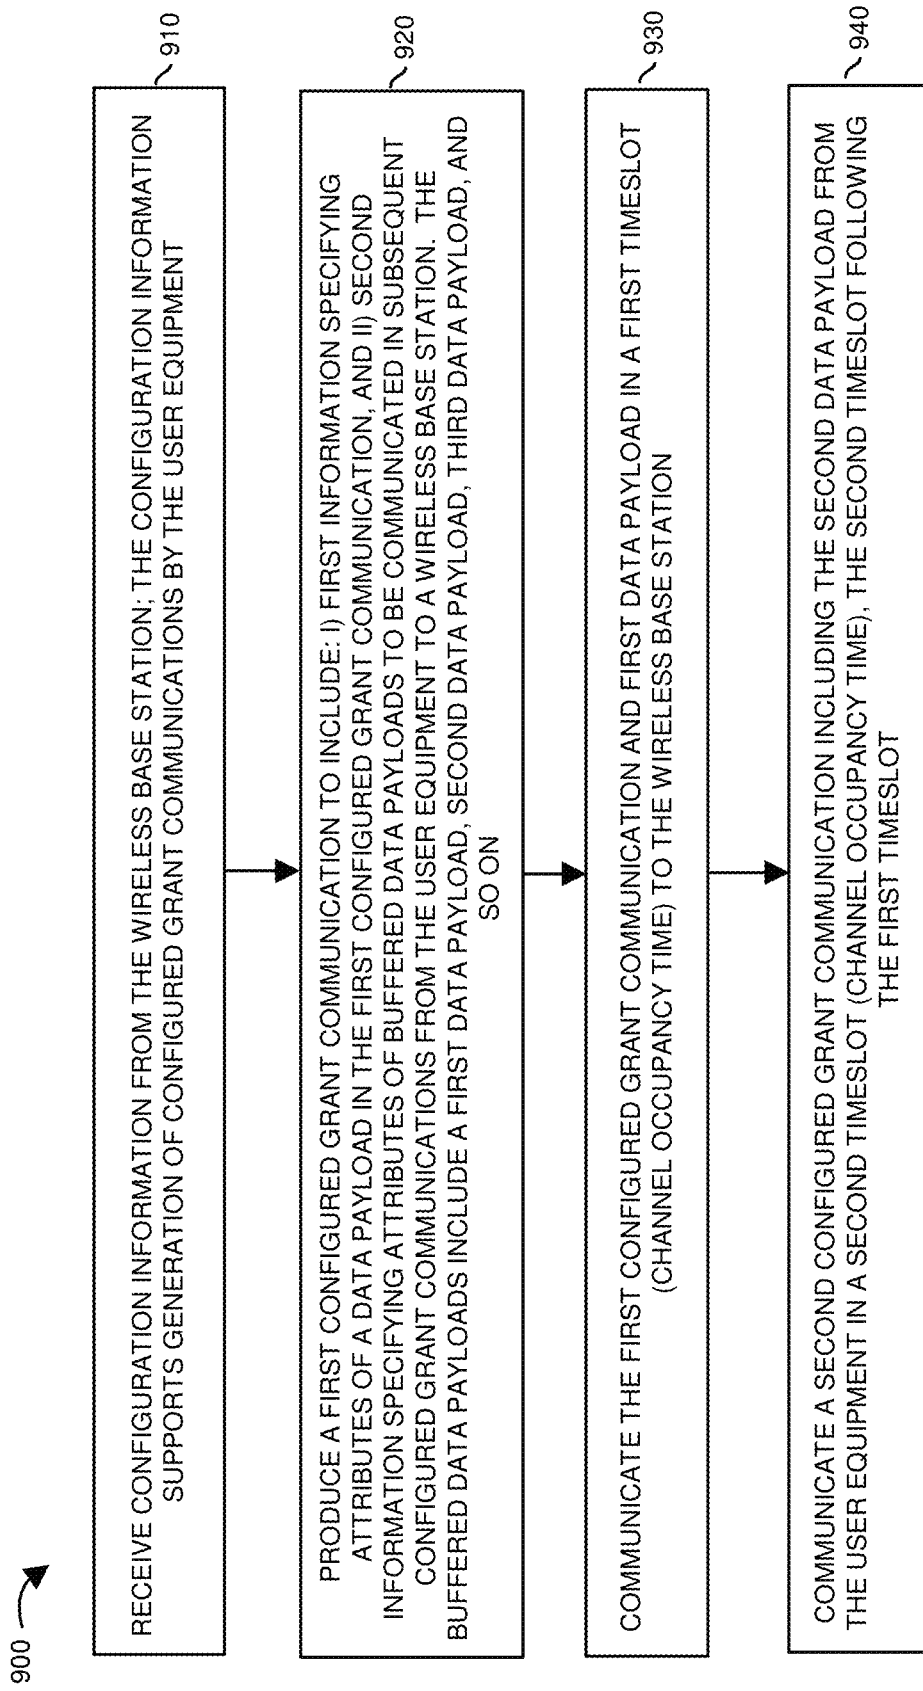 900
RECEIVE CONFIGURATION INFORMATION FROM THE WIRELESS BASE STATION; THE CONFIGURATION INFORMATION
SUPPORTS GENERATION OF CONFIGURED GRANT COMMUNICATIONS BY THE USER EQUIPMENT
910
PRODUCE A FIRST CONFIGURED GRANT COMMUNICATION TO INCLUDE: I) FIRST INFORMATION SPECIFYING
ATTRIBUTES OF A DATA PAYLOAD IN THE FIRST CONFIGURED GRANT COMMUNICATION, AND II) SECOND
INFORMATION SPECIFYING ATTRIBUTES OF BUFFERED DATA PAYLOADS TO BE COMMUNICATED IN SUBSEQUENT
CONFIGURED GRANT COMMUNICATIONS FROM THE USER EQUIPMENT TO A WIRELESS BASE STATION. THE
BUFFERED DATA PAYLOADS INCLUDE A FIRST DATA PAYLOAD, SECOND DATA PAYLOAD, THIRD DATA PAYLOAD, AND
SO ON
920
COMMUNICATE THE FIRST CONFIGURED GRANT COMMUNICATION AND FIRST DATA PAYLOAD IN A FIRST TIMESLOT
(CHANNEL OCCUPANCY TIME) TO THE WIRELESS BASE STATION
930
COMMUNICATE A SECOND CONFIGURED GRANT COMMUNICATION INCLUDING THE SECOND DATA PAYLOAD FROM
THE USER EQUIPMENT IN A SECOND TIMESLOT (CHANNEL OCCUPANCY TIME), THE SECOND TIMESLOT FOLLOWING
THE FIRST TIMESLOT
940